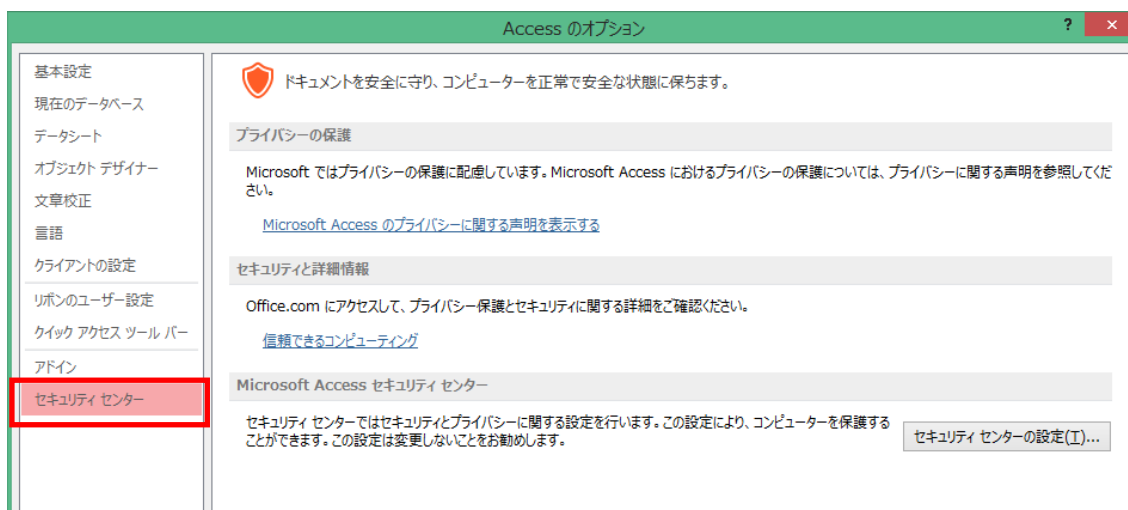 Access のオプション
?
×
基本設定
現在のデータベース
データシート
オブジェクト デザイナー
文章校正
言語
クライアントの設定
リボンのユーザー設定
クイック アクセス ツール バー
アドイン
セキュリティ センター
ドキュメントを安全に守り、コンピューターを正常で安全な状態に保ちます。
プライバシーの保護
Microsoft ではプライバシーの保護に配慮しています。Microsoft Access におけるプライバシーの保護については、プライバシーに関する声明を参照してくだ
さい。
Microsoft Access のプライバシーに関する声明を表示する
セキュリティと詳細情報
Office.com にアクセスして、プライバシー保護とセキュリティに関する詳細をご確認ください。
信頼できるコンピューティング
Microsoft Access セキュリティ センター
セキュリティ センターではセキュリティとプライバシーに関する設定を行います。この設定により、コンピューターを保護する
ことができます。この設定は変更しないことをお勧めします。
セキュリティ センターの設定(T)...